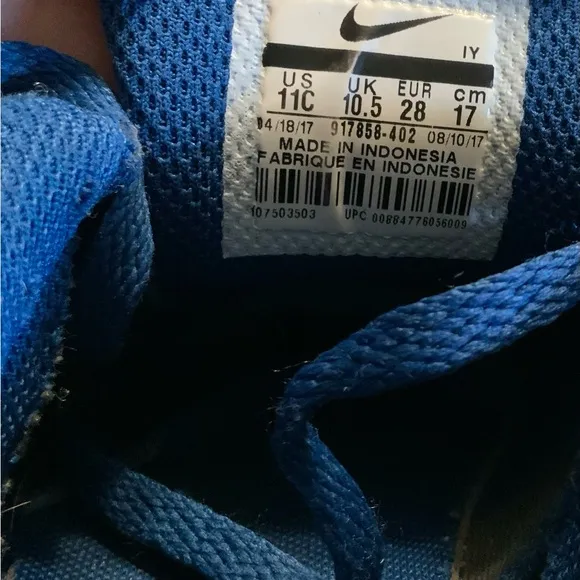 IY
US UK EUR cm
11C 10.5 28 17
04/18/17 917858-402 08/10/17
MADE IN INDONESIA
FABRIQUE EN INDONESIE
107503503 UPC 00884776056009